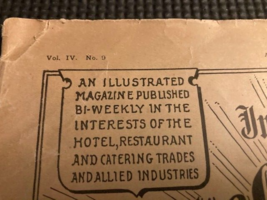 Vol. IV. No. 9
AN ILLUSTRATED
MAGAZINE PUBLISHED
BI-WEEKLY IN THE
INTERESTS OF THE
HOTEL, RESTAURANT
AND CATERING TRADES
AND ALLIED INDUSTRIES